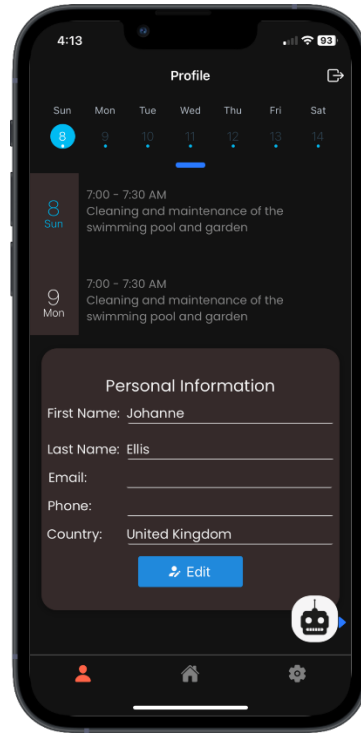 4:13
93
Profile
Sun Mon Tue Wed Thu Fri Sat
8 9 10 11 12 13 14
8
Sun
7:00 - 7:30 AM
Cleaning and maintenance of the
swimming pool and garden
9
Mon
7:00 - 7:30 AM
Cleaning and maintenance of the
swimming pool and garden
Personal Information
First Name: Johanne
Last Name: Ellis
Email:
Phone:
Country: United Kingdom
Edit